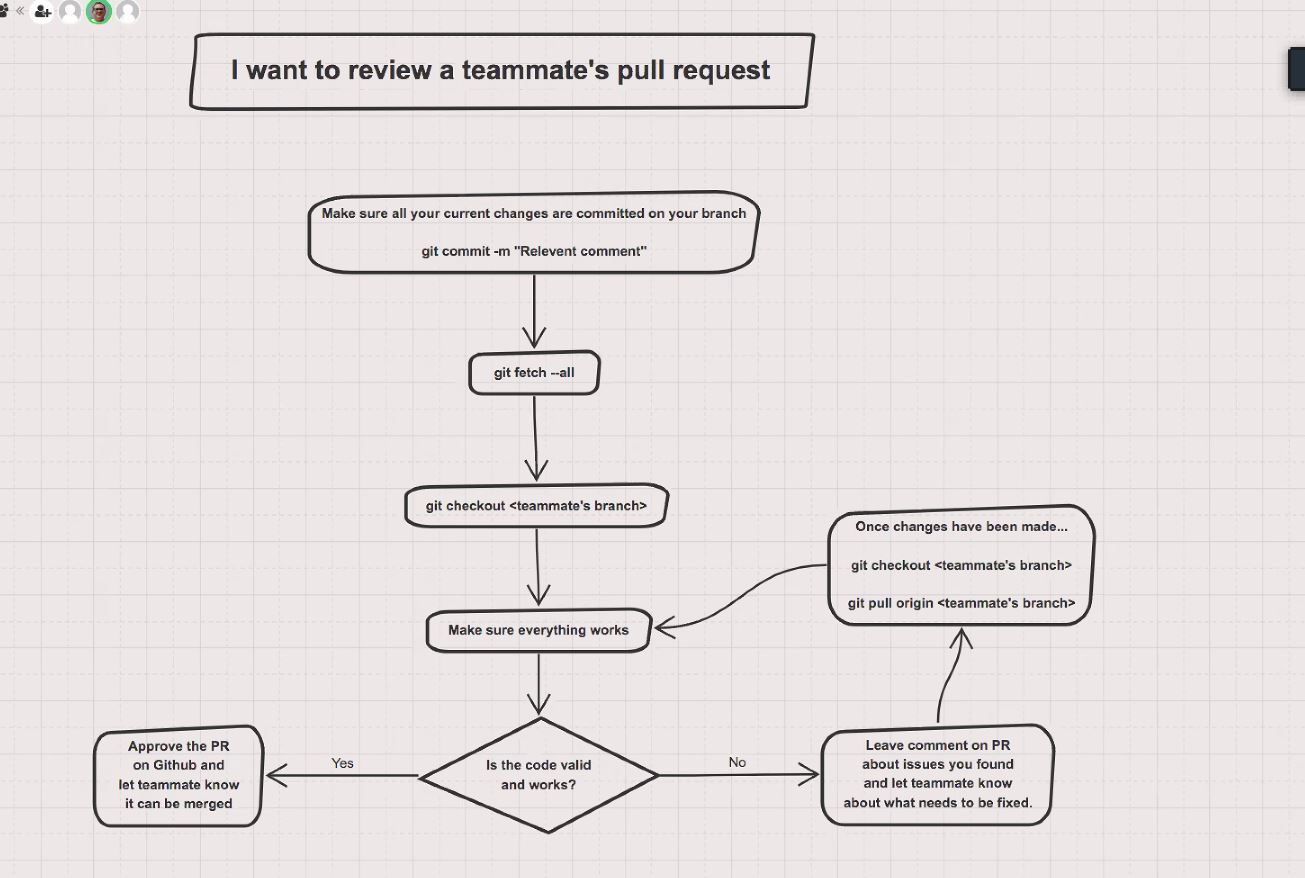 I want to review a teammate's pull request
Make sure all your current changes are committed on your branch
git commit -m "Relevent comment"
git fetch --all
git checkout <teammate's branch>
Once changes have been made...
git checkout <teammate's branch>
git pull origin <teammate's branch>
Make sure everything works
Approve the PR
on Github and
let teammate know
it can be merged
Yes
Is the code valid
and works?
No
Leave comment on PR
about issues you found
and let teammate know
about what needs to be fixed.